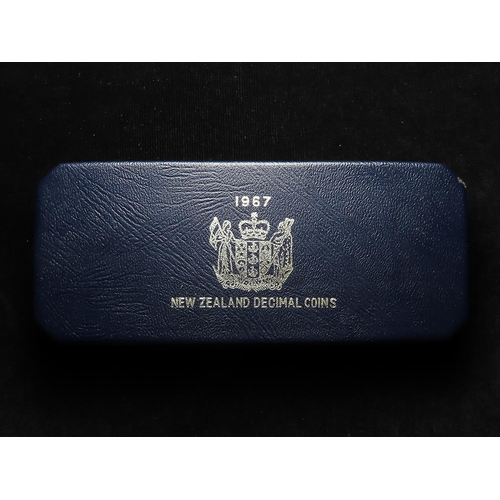 1967
NEW ZEALAND DECIMAL COINS